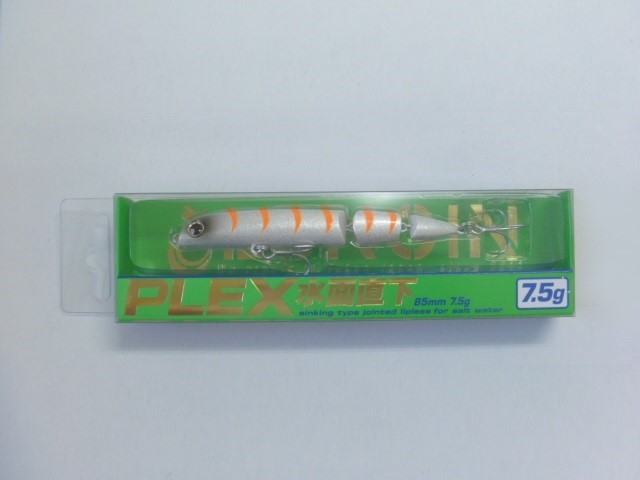 PLEX 水面直下 85mm 7.5g
sinking type jointed lipless for salt water
7.5g